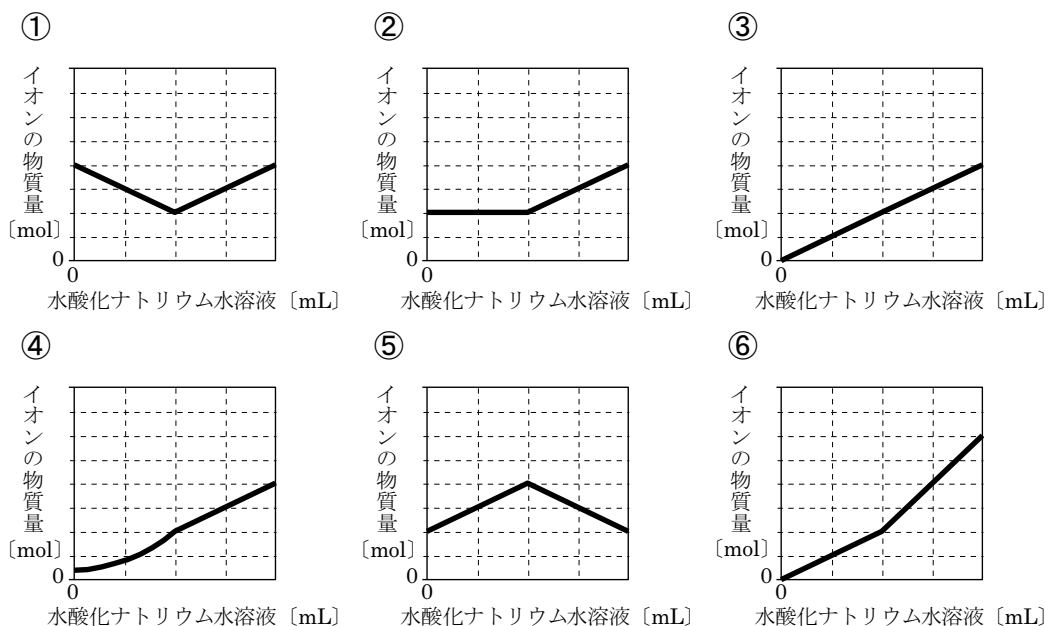 ①
イオンの物質量
〔mol〕
0
0
水酸化ナトリウム水溶液〔mL〕
②
イオンの物質量
〔mol〕
0
0
水酸化ナトリウム水溶液〔mL〕
③
イオンの物質量
〔mol〕
0
0
水酸化ナトリウム水溶液〔mL〕
④
イオンの物質量
〔mol〕
0
0
水酸化ナトリウム水溶液〔mL〕
⑤
イオンの物質量
〔mol〕
0
0
水酸化ナトリウム水溶液〔mL〕
⑥
イオンの物質量
〔mol〕
0
0
水酸化ナトリウム水溶液〔mL〕